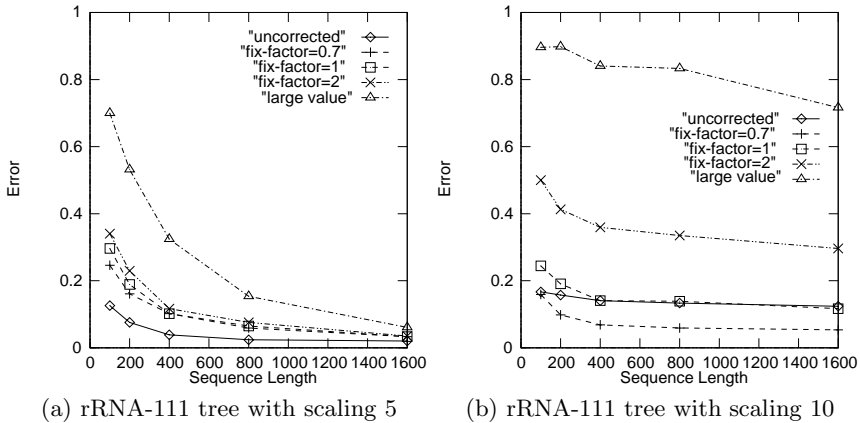 1
0.8
0.6
0.4
0.2
0
Error
"uncorrected"
"fix-factor=0.7"
"fix-factor=1"
"fix-factor=2"
"large value"
0 200 400 600 800 1000 1200 1400 1600
Sequence Length
(a) rRNA-111 tree with scaling 5
1
0.8
0.6
0.4
0.2
0
Error
"uncorrected"
"fix-factor=0.7"
"fix-factor=1"
"fix-factor=2"
"large value"
0 200 400 600 800 1000 1200 1400 1600
Sequence Length
(b) rRNA-111 tree with scaling 10